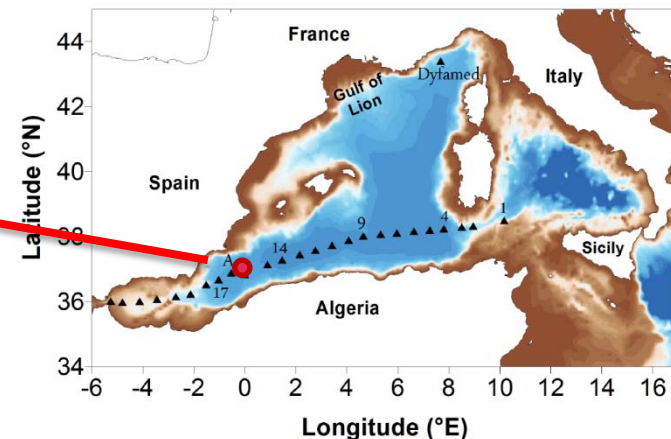 44
42
40
38
36
34
Latitude (°N)
France
Dyfamed
Gulf of
Lion
Italy
Spain
9
4
1
14
A
17
Sicily
Algeria
-6 -4 -2 0 2 4 6 8 10 12 14 16
Longitude (°E)